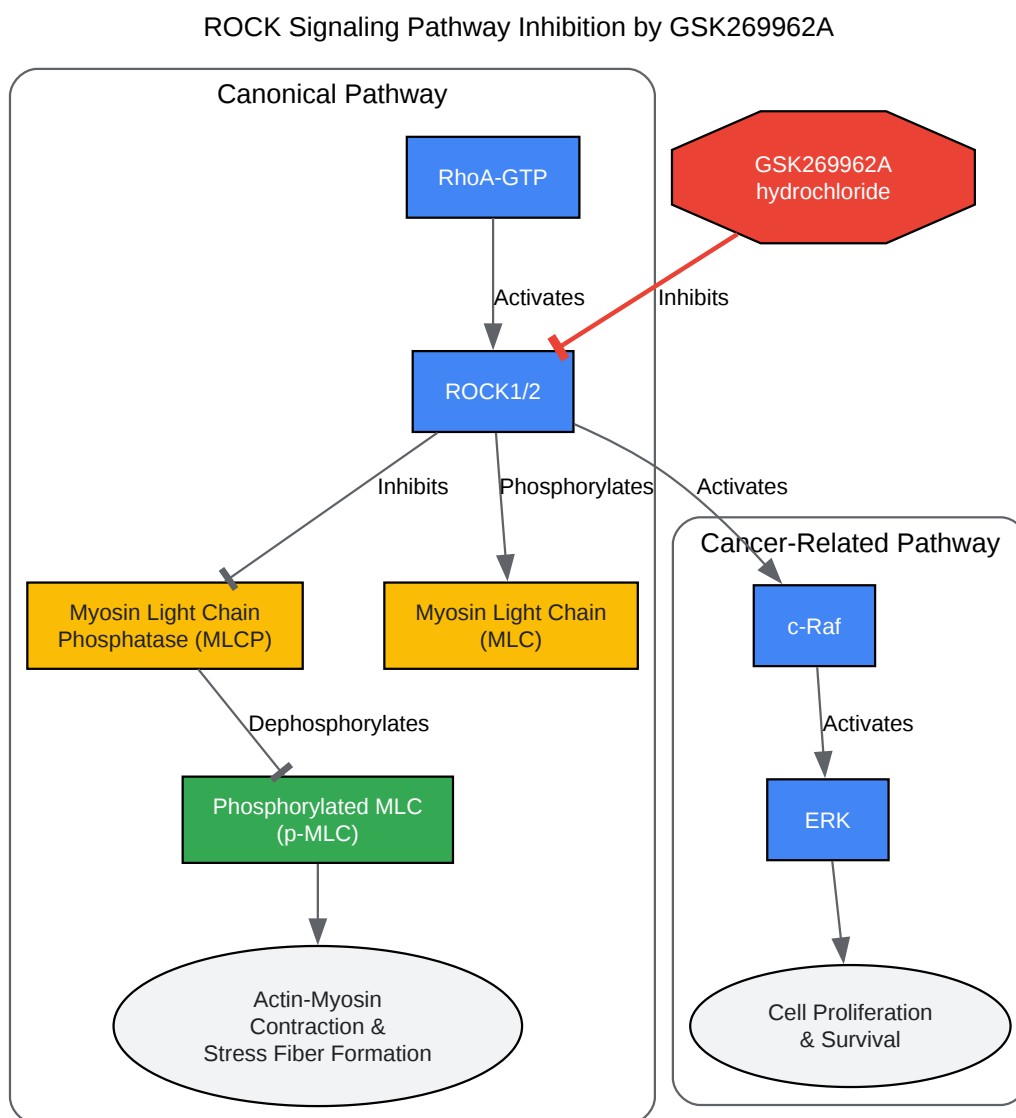 ROCK Signaling Pathway Inhibition by GSK269962A
Canonical Pathway
RhoA-GTP
GSK269962A
hydrochloride
Activates
Inhibits
ROCK1/2
Inhibits
Phosphorylates
Activates
Cancer-Related Pathway
Myosin Light Chain
Phosphatase (MLCP)
Myosin Light Chain
(MLC)
c-Raf
Dephosphorylates
Activates
Phosphorylated MLC
(p-MLC)
ERK
Actin-Myosin
Contraction &
Stress Fiber Formation
Cell Proliferation
& Survival